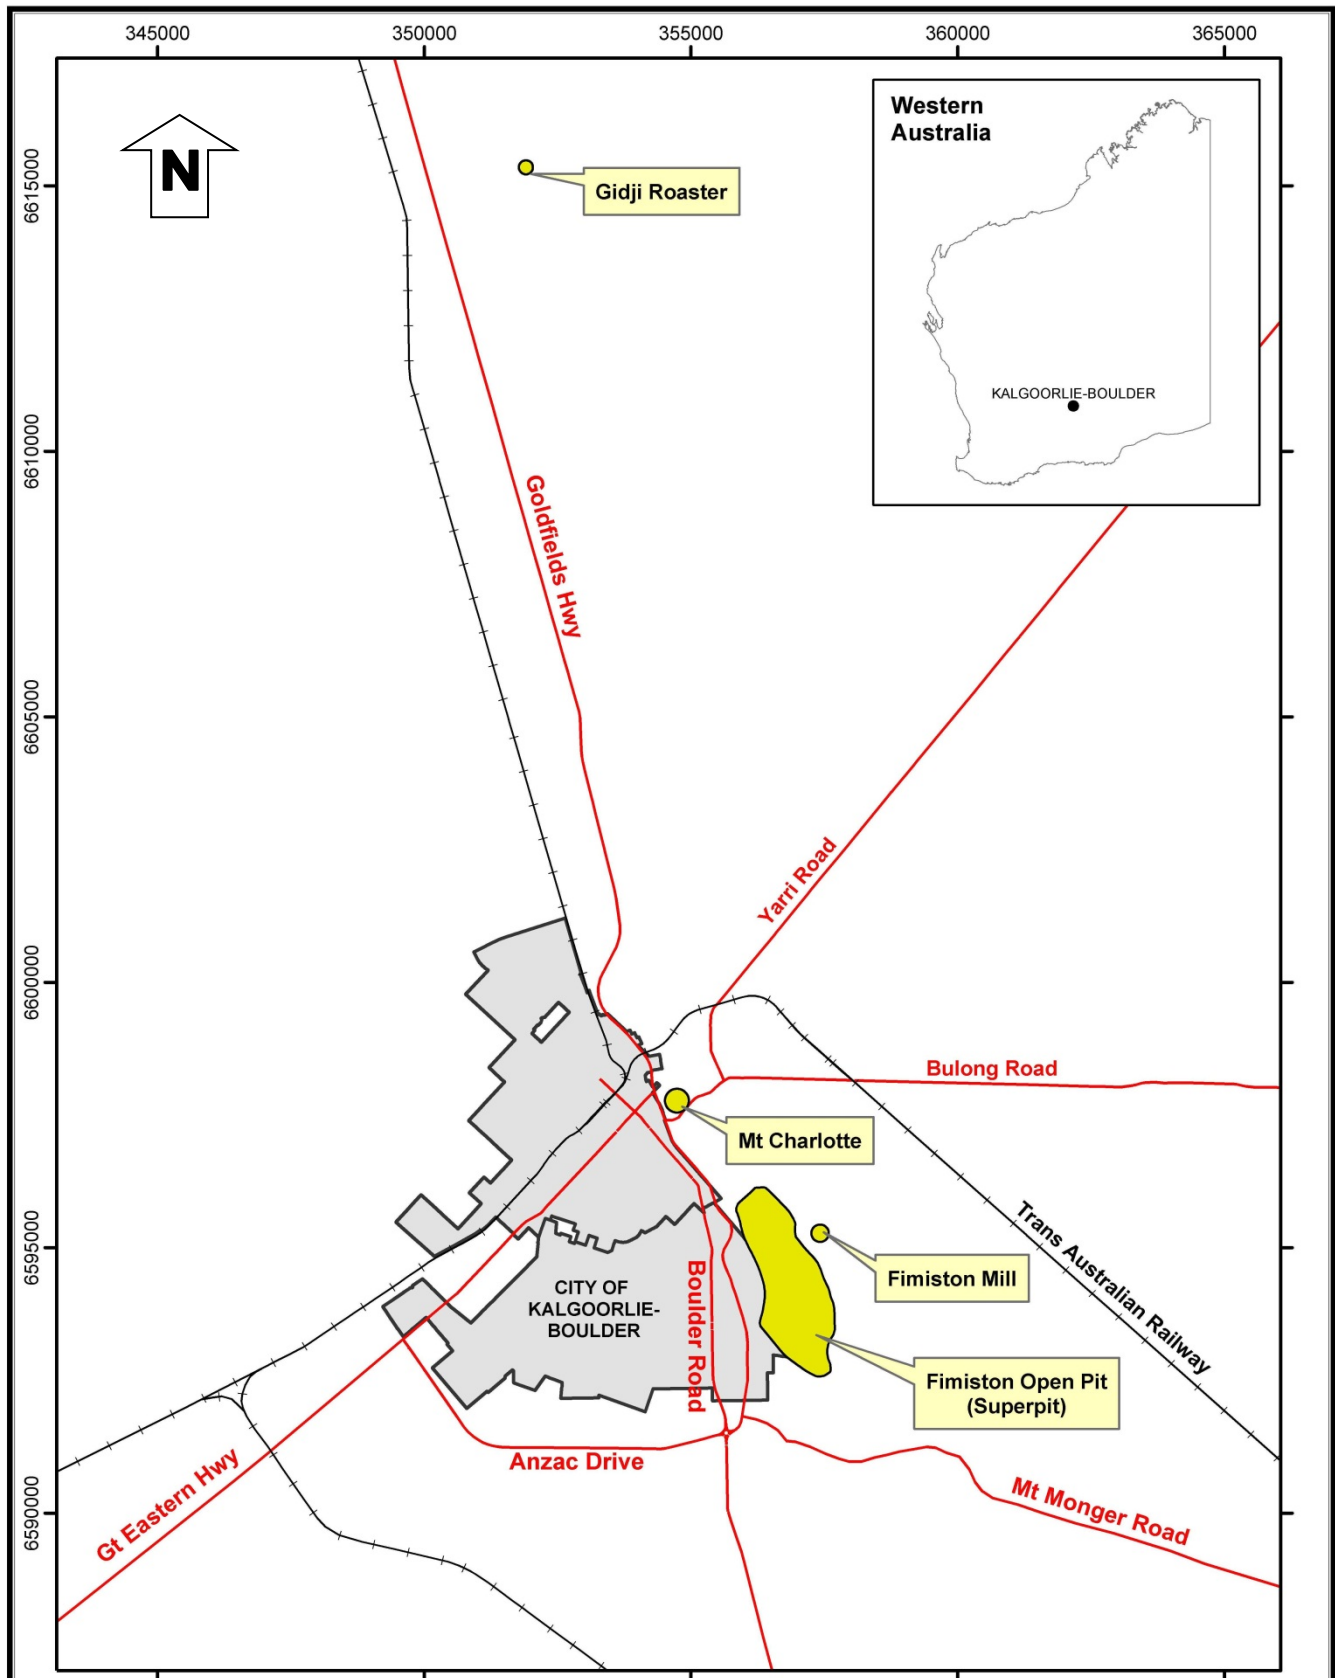 345000
350000
355000
360000
365000
Western
Australia
N
6615000
Gidji Roaster
KALGOORLIE-BOULDER
6610000
Goldfields Hwy
6605000
Yarri Road
6600000
Bulong Road
Mt Charlotte
Trans Australian Railway
6595000
Fimiston Mill
Boulder Road
CITY OF
KALGOORLIE-
BOULDER
Fimiston Open Pit
(Superpit)
Anzac Drive
Gt Eastern Hwy
Mt Monger Road
6590000